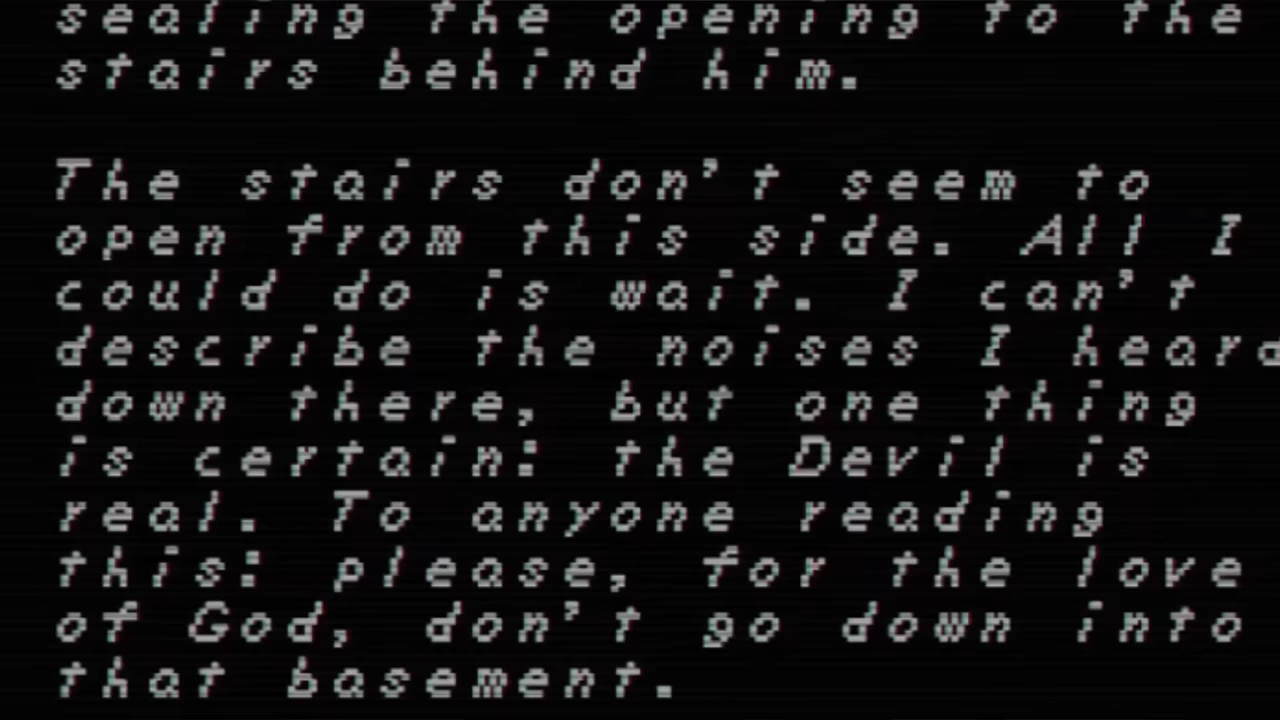 sealing the opening to the
stairs behind him.
The stairs don't seem to
open from this side. All I
could do is wait. I can't
describe the noises I heard
down there, but one thing
is certain: the Devil is
real. To anyone reading
this: please, for the love
of God, don't go down into
that basement.